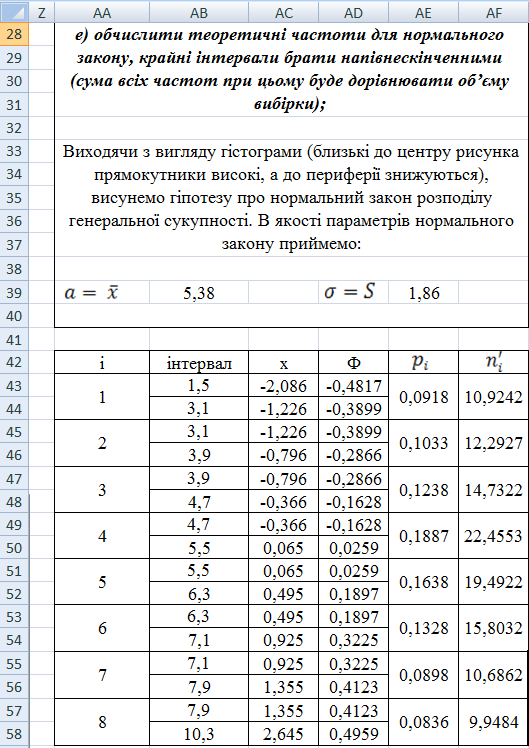 Z AA AB AC AD AE AF
28 е) обчислити теоретичні частоти для нормального
29 закону, крайні інтервали брати напівнескінченними
30 (сума всіх частот при цьому буде дорівнювати об’єму
31 вибірки);
32
33 Виходячи з вигляду гістограми (близькі до центру рисунка
34 прямокутники високі, а до периферії знижуються),
35 висунемо гіпотезу про нормальний закон розподілу
36 генеральної сукупності. В якості параметрів нормального
37 закону приймемо:
38
39 a = x̄ 5,38 σ = S 1,86
40
41
42 i інтервал x Ф pᵢ n′ᵢ
43 1,5 -2,086 -0,4817
1 0,0918 10,9242
44 3,1 -1,226 -0,3899
45 3,1 -1,226 -0,3899
2 0,1033 12,2927
46 3,9 -0,796 -0,2866
47 3,9 -0,796 -0,2866
3 0,1238 14,7322
48 4,7 -0,366 -0,1628
49 4,7 -0,366 -0,1628
4 0,1887 22,4553
50 5,5 0,065 0,0259
51 5,5 0,065 0,0259
5 0,1638 19,4922
52 6,3 0,495 0,1897
53 6,3 0,495 0,1897
6 0,1328 15,8032
54 7,1 0,925 0,3225
55 7,1 0,925 0,3225
7 0,0898 10,6862
56 7,9 1,355 0,4123
57 7,9 1,355 0,4123
8 0,0836 9,9484
58 10,3 2,645 0,4959